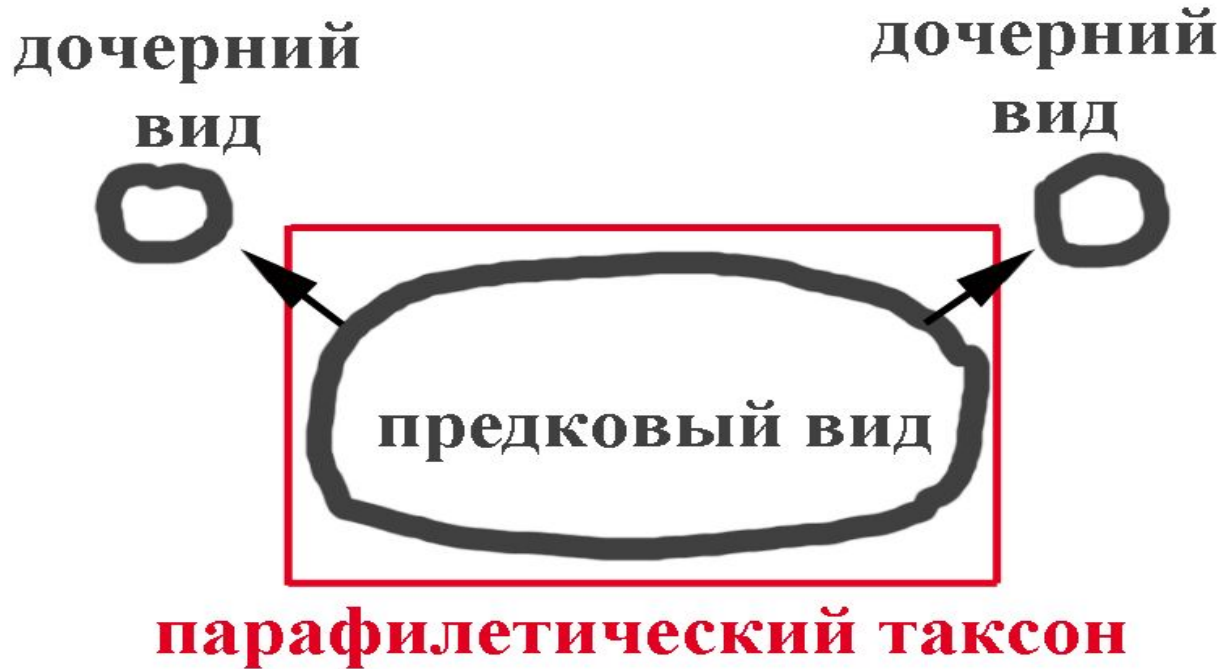 дочерний
вид
дочерний
вид
предковый вид
парафилетический таксон